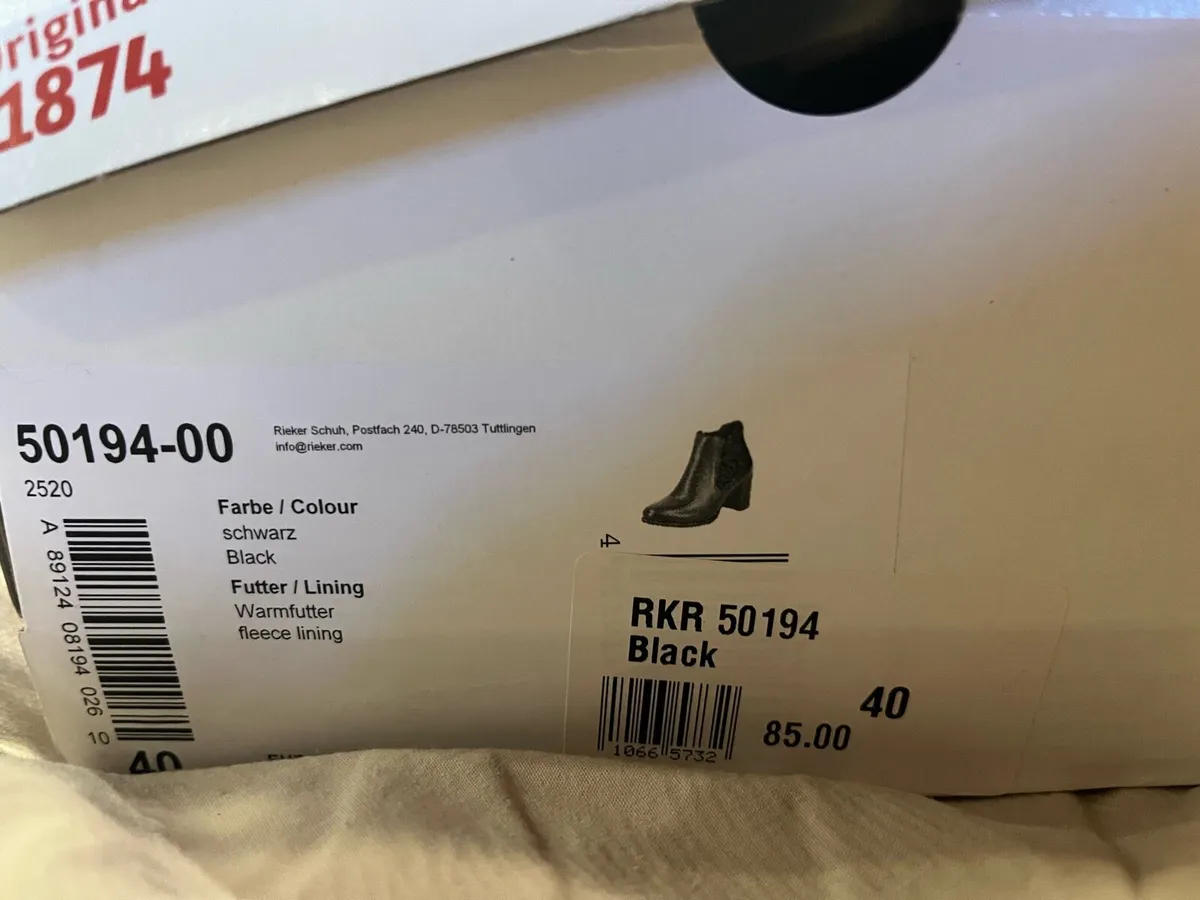 1874
50194-00
Rieker Schuh, Postfach 240, D-78503 Tuttlingen
info@rieker.com
2520
A 89124 08194 026 10
Farbe / Colour
schwarz
Black
Futter / Lining
Warmfutter
fleece lining
40
4
RKR 50194
Black
40
85.00
1066 5732